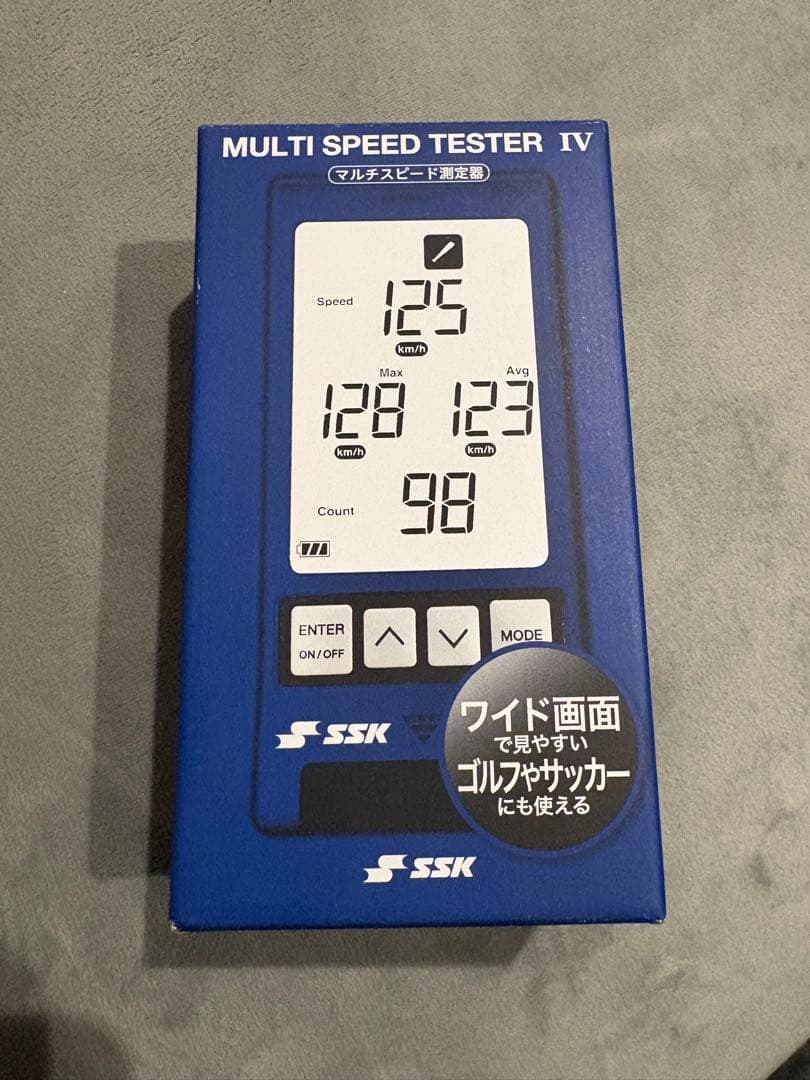 MULTI SPEED TESTER IV
マルチスピード測定器
Speed 125
km/h
Max Avg
128 123
km/h km/h
Count 98
ENTER
ON/OFF
MODE
SSK
ワイド画面
で見やすい
ゴルフやサッカー
にも使える
SSK